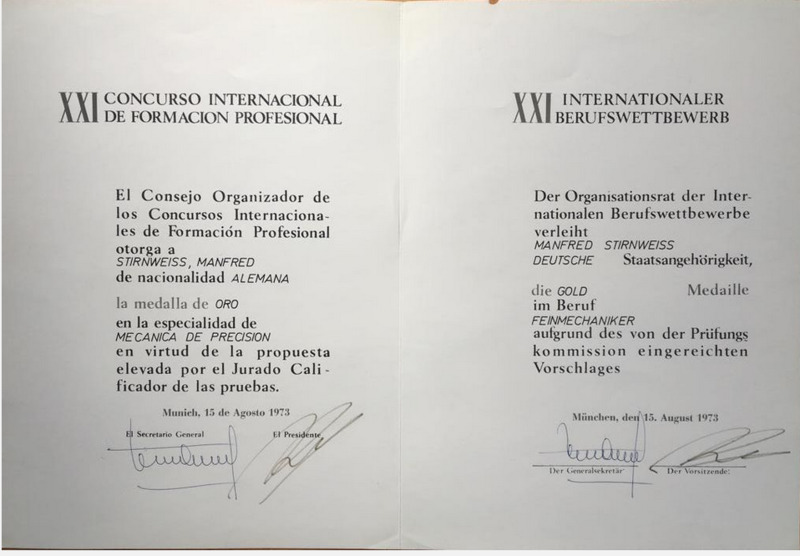 XXI CONCURSO INTERNACIONAL
DE FORMACION PROFESIONAL
El Consejo Organizador de
los Concursos Internaciona-
les de Formación Profesional
otorga a
STIRNWEISS, MANFRED
de nacionalidad ALEMANA
la medalla de ORO
en la especialidad de
MECANICA DE PRECISION
en virtud de la propuesta
elevada por el Jurado Cali-
ficador de las pruebas.
Munich, 15 de Agosto 1973
El Secretario General El Presidente
XXI INTERNATIONALER
BERUFSWETTBEWERB
Der Organisationsrat der Inter-
nationalen Berufswettbewerbe
verleiht
MANFRED STIRNWEISS
DEUTSCHE Staatsangehörigkeit,
die GOLD Medaille
im Beruf
FEINMECHANIKER
aufgrund des von der Prüfungs
kommission eingereichten
Vorschlages
München, den 15. August 1973
Der Generalsekretär Der Vorsitzende: